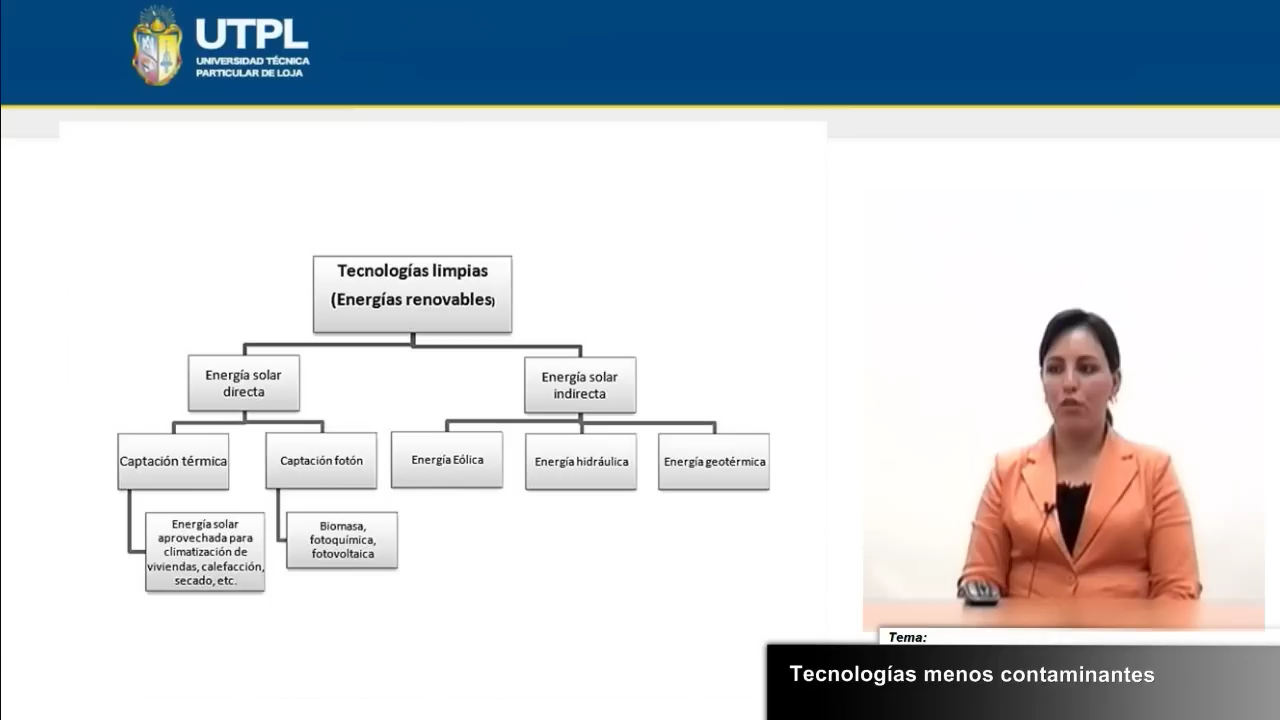 UTPL
UNIVERSIDAD TÉCNICA
PARTICULAR DE LOJA
Tecnologías limpias
(Energías renovables)
Energía solar
directa
Energía solar
indirecta
Captación térmica
Captación fotón
Energía Eólica
Energía hidráulica
Energía geotérmica
Energía solar
aprovechada para
climatización de
viviendas, calefacción,
secado, etc.
Biomasa,
fotoquímica,
fotovoltaica
Tema:
Tecnologías menos contaminantes